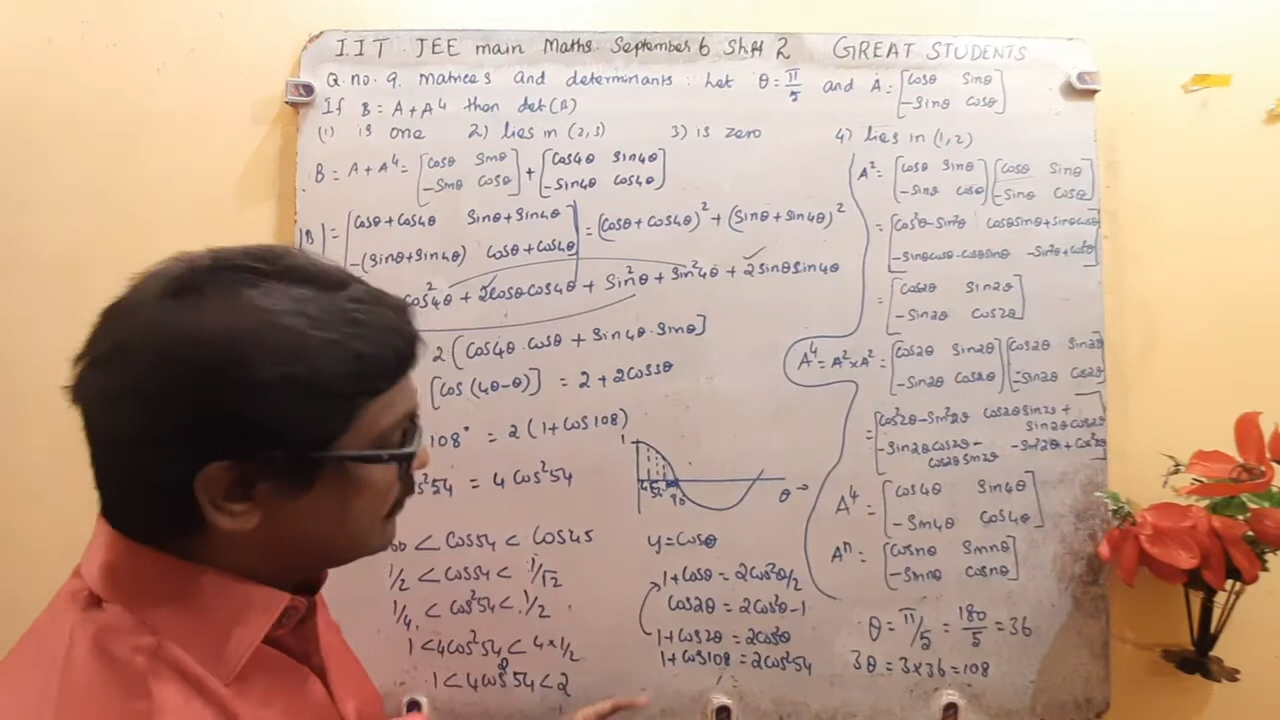 IIT JEE main Maths. September 6 Shift 2 GREAT STUDENTS
Q. no. 9. matrices and determinants: Let θ = π/5 and A = [cosθ sinθ
-sinθ cosθ]
If B = A + A⁴ then det(B)
(1) is one 2) lies in (2,3) 3) is zero 4) lies in (1,2)
B = A + A⁴ = [cosθ sinθ
-sinθ cosθ] + [cos4θ sin4θ
-sin4θ cos4θ]
|B| = |cosθ+cos4θ sinθ+sin4θ
-(sinθ+sin4θ) cosθ+cos4θ| = (cosθ+cos4θ)² + (sinθ+sin4θ)²
cos²4θ + 2cosθcos4θ + sin²θ + sin²4θ + 2sinθsin4θ
2(cos4θ·cosθ + sin4θ·sinθ]
[cos(4θ-θ)] = 2+2cos3θ
108° = 2(1+cos108)
s²54 = 4cos²54
< cos54 < cos45
1/2 < cos54 < 1/√2
1/4 < cos²54 < 1/2
1 < 4cos²54 < 4×1/2
1 < 4cos²54 < 2
1
45 54 90 θ→
y=cosθ
1+cosθ = 2cos²θ/2
cos2θ = 2cos²θ-1
1+cos2θ = 2cos²θ
1+cos108 = 2cos²54
A² = [cosθ sinθ
-sinθ cosθ] [cosθ sinθ
-sinθ cosθ]
= [cos²θ-sin²θ cosθsinθ+sinθcosθ
-sinθcosθ-cosθsinθ -sin²θ+cos²θ]
= [cos2θ sin2θ
-sin2θ cos2θ]
A⁴ = A²×A² = [cos2θ sin2θ
-sin2θ cos2θ] [cos2θ sin2θ
-sin2θ cos2θ]
= [cos²2θ-sin²2θ cos2θsin2θ+
sin2θcos2θ
-sin2θcos2θ- -sin²2θ+cos²2θ
cos2θsin2θ]
A⁴ = [cos4θ sin4θ
-sin4θ cos4θ]
Aⁿ = [cosnθ sinnθ
-sinnθ cosnθ]
θ = π/5 = 180/5 = 36
3θ = 3×36 = 108